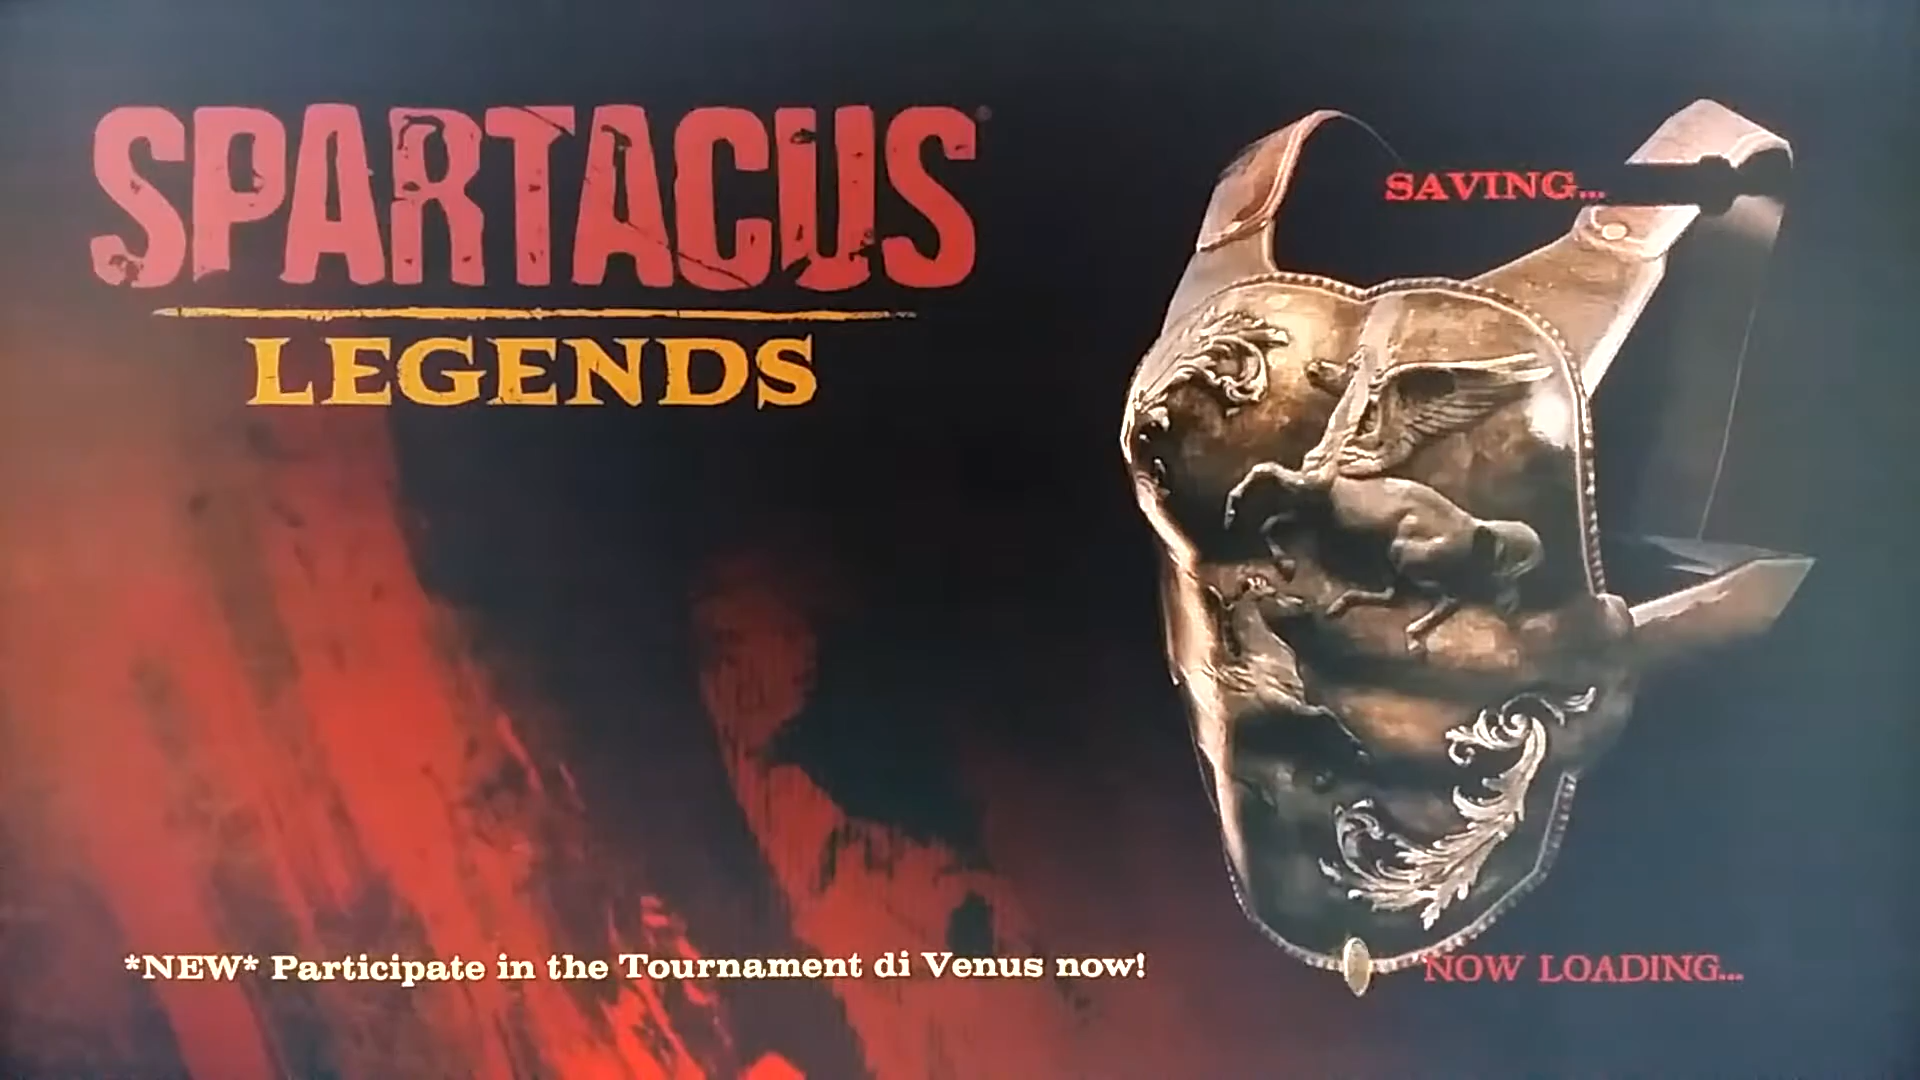 SPARTACUS®
LEGENDS
SAVING...
*NEW* Participate in the Tournament di Venus now!
NOW LOADING...